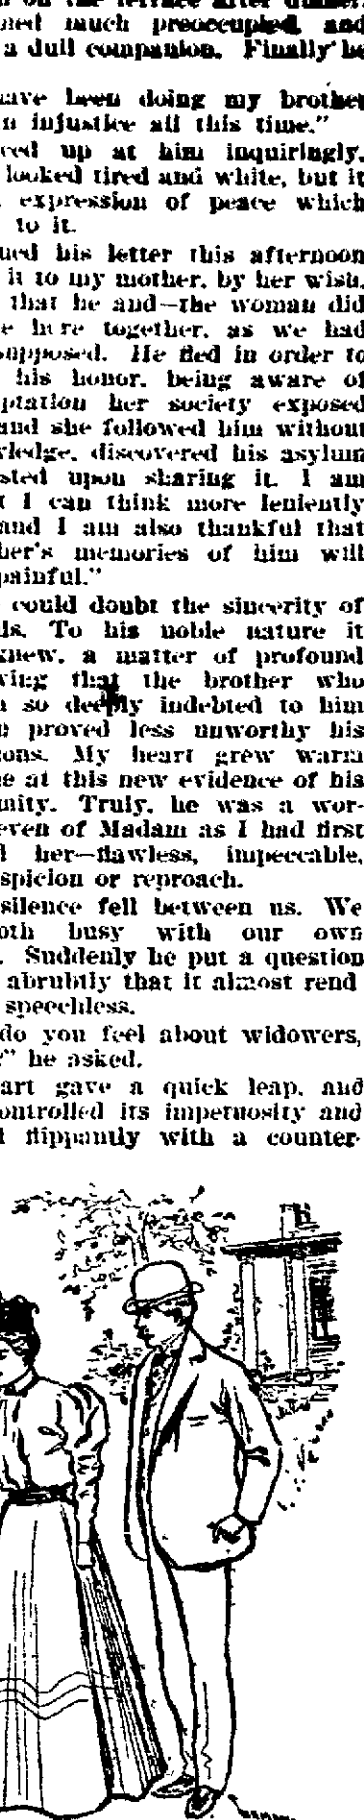 on the terrace after dinner.
med much preoccupied, and
a dull companion. Finally he
have been doing my brother
n injustice all this time."
ced up at him inquiringly.
looked tired and white, but it
expression of peace which
to it.
ned his letter this afternoon
it to my mother, by her wish.
that he and—the woman did
e here together, as we had
supposed. He fled in order to
his honor, being aware of
ptation her society exposed
and she followed him without
wledge, discovered his asylum
sted upon sharing it. I am
t I can think more leniently
and I am also thankful that
her's memories of him will
painful."
could doubt the sincerity of
ds. To his noble nature it
knew, a matter of profound
ving that the brother who
n so deeply indebted to him
n proved less unworthy his
ons. My heart grew warm
e at this new evidence of his
nity. Truly, he was a wor-
even of Madam as I had first
d her—flawless, impeccable,
spicion or reproach.
silence fell between us. We
oth busy with our own
. Suddenly he put a question
abrubtly that it almost rend
speechless.
do you feel about widowers,
?" he asked.
art gave a quick leap, and
ontrolled its impetuosity and
d flippantly with a counter-